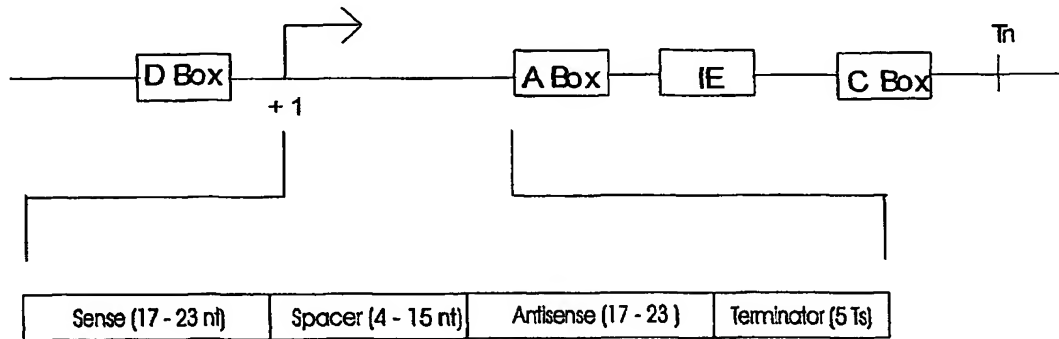 Tn
D Box A Box IE C Box
+ 1
Sense (17 - 23 nt) Spacer (4 - 15 nt) Antisense (17 - 23 ) Terminator (5 Ts)